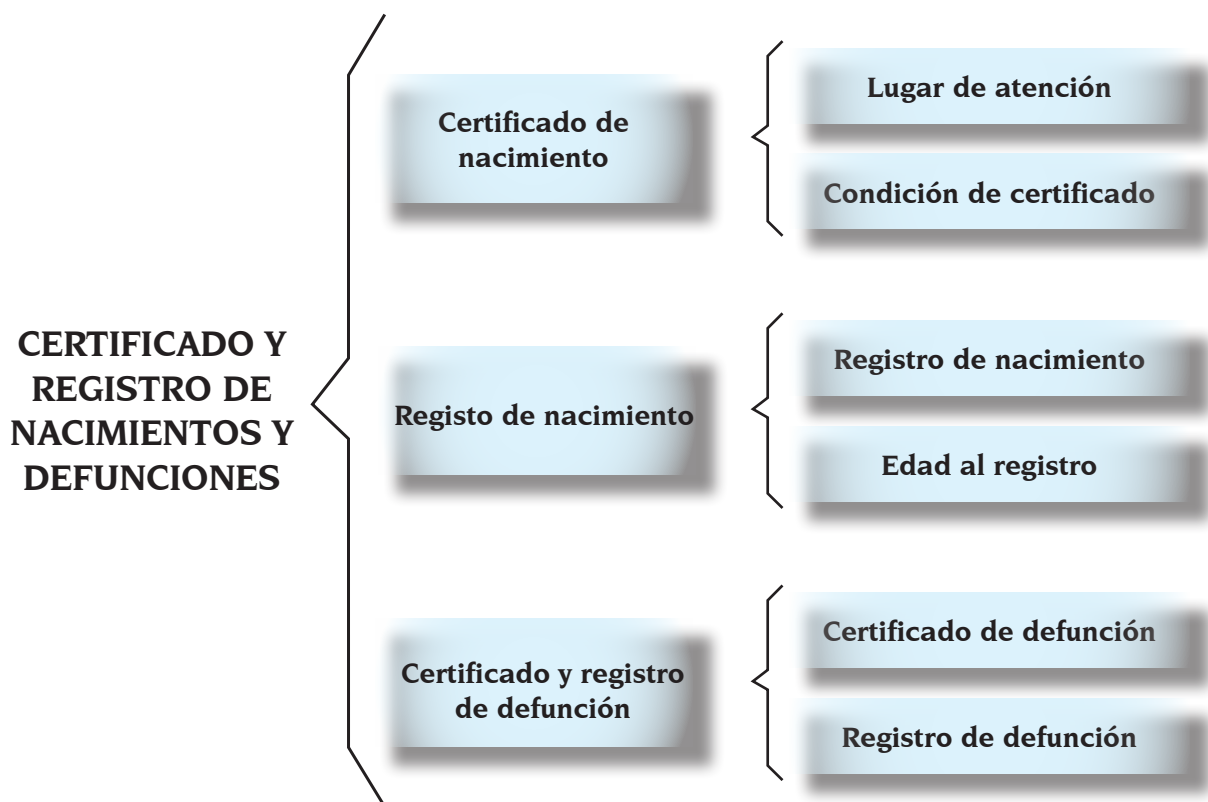 CERTIFICADO Y
REGISTRO DE
NACIMIENTOS Y
DEFUNCIONES
Certificado de
nacimiento
Lugar de atención
Condición de certificado
Registo de nacimiento
Registro de nacimiento
Edad al registro
Certificado y registro
de defunción
Certificado de defunción
Registro de defunción